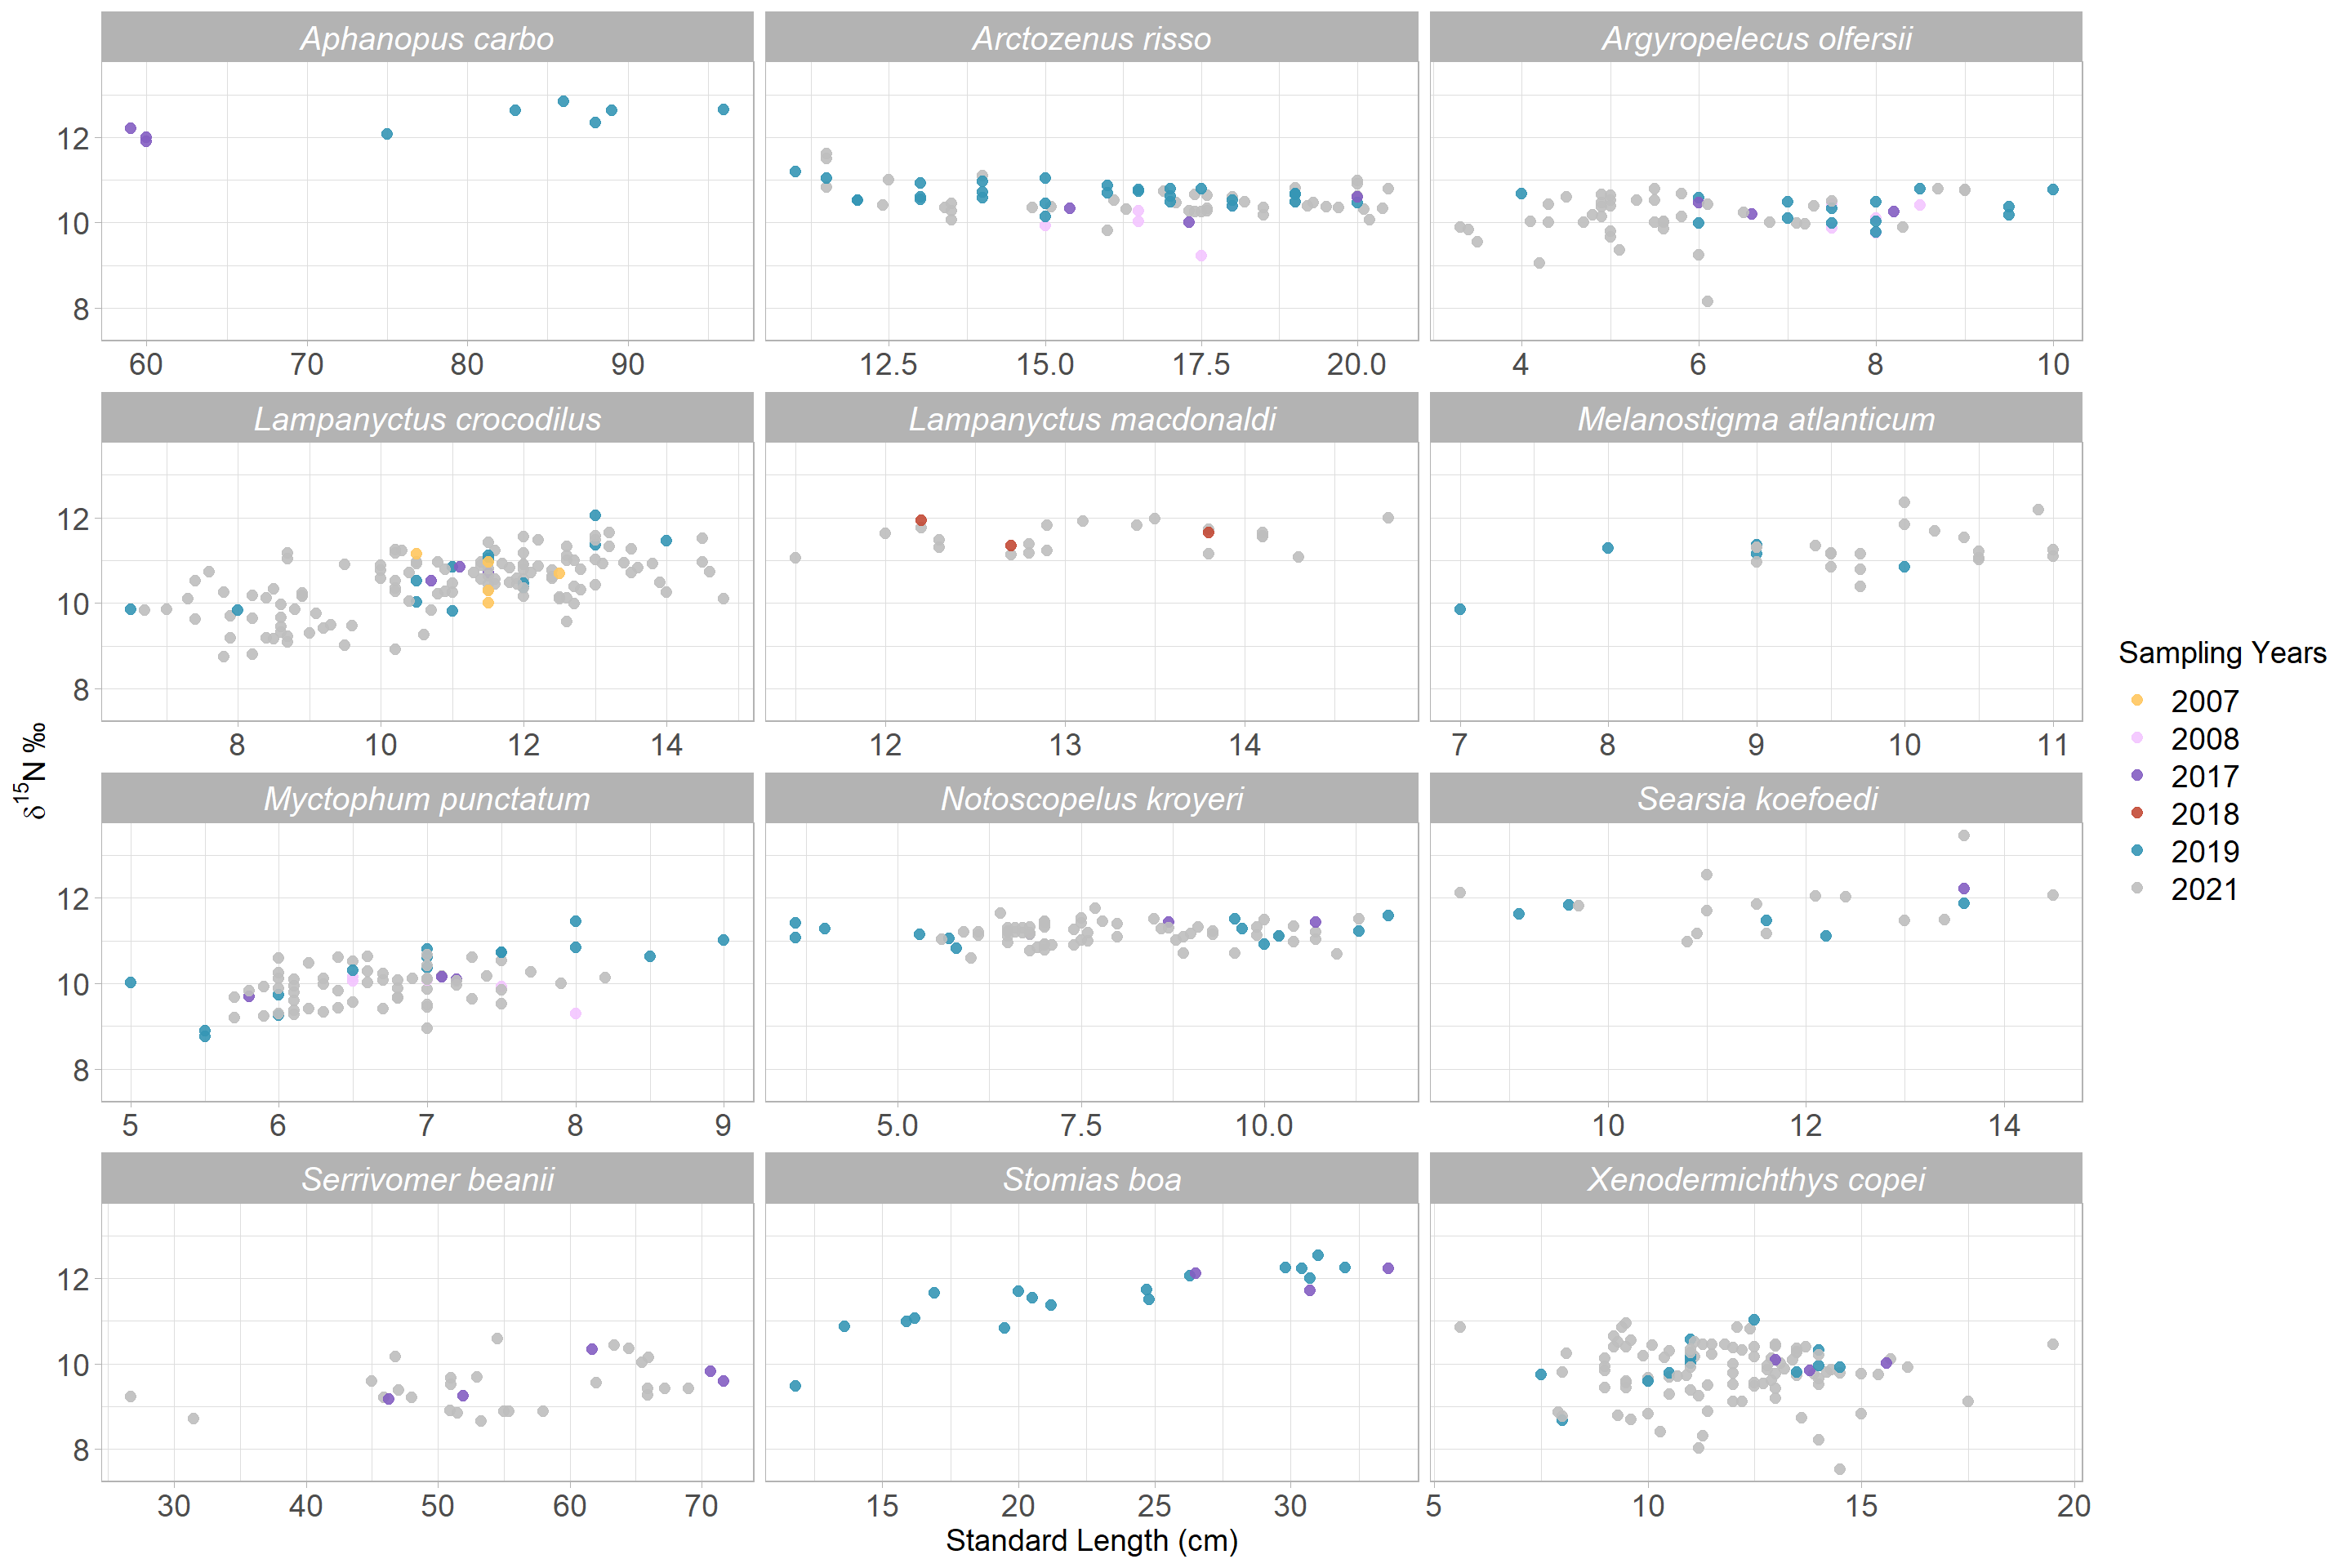 Aphanopus carbo Arctozenus risso Argyropelecus olfersii
12
10
8
60 70 80 90 12.5 15.0 17.5 20.0 4 6 8 10
Lampanyctus crocodilus Lampanyctus macdonaldi Melanostigma atlanticum
12
10
8
8 10 12 14 12 13 14 7 8 9 10 11
Myctophum punctatum Notoscopelus kroyeri Searsia koefoedi
12
10
8
5 6 7 8 9 5.0 7.5 10.0 10 12 14
Serrivomer beanii Stomias boa Xenodermichthys copei
12
10
8
30 40 50 60 70 15 20 25 30 5 10 15 20
Standard Length (cm)
δ¹⁵N ‰
Sampling Years
2007
2008
2017
2018
2019
2021